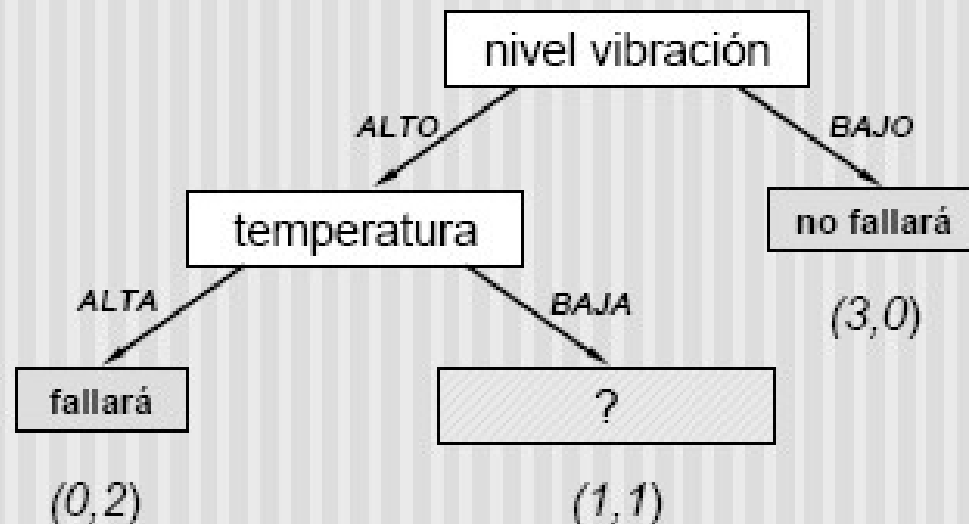 nivel vibración
ALTO
BAJO
temperatura
no fallará
ALTA
BAJA
(3,0)
fallará
?
(0,2)
(1,1)